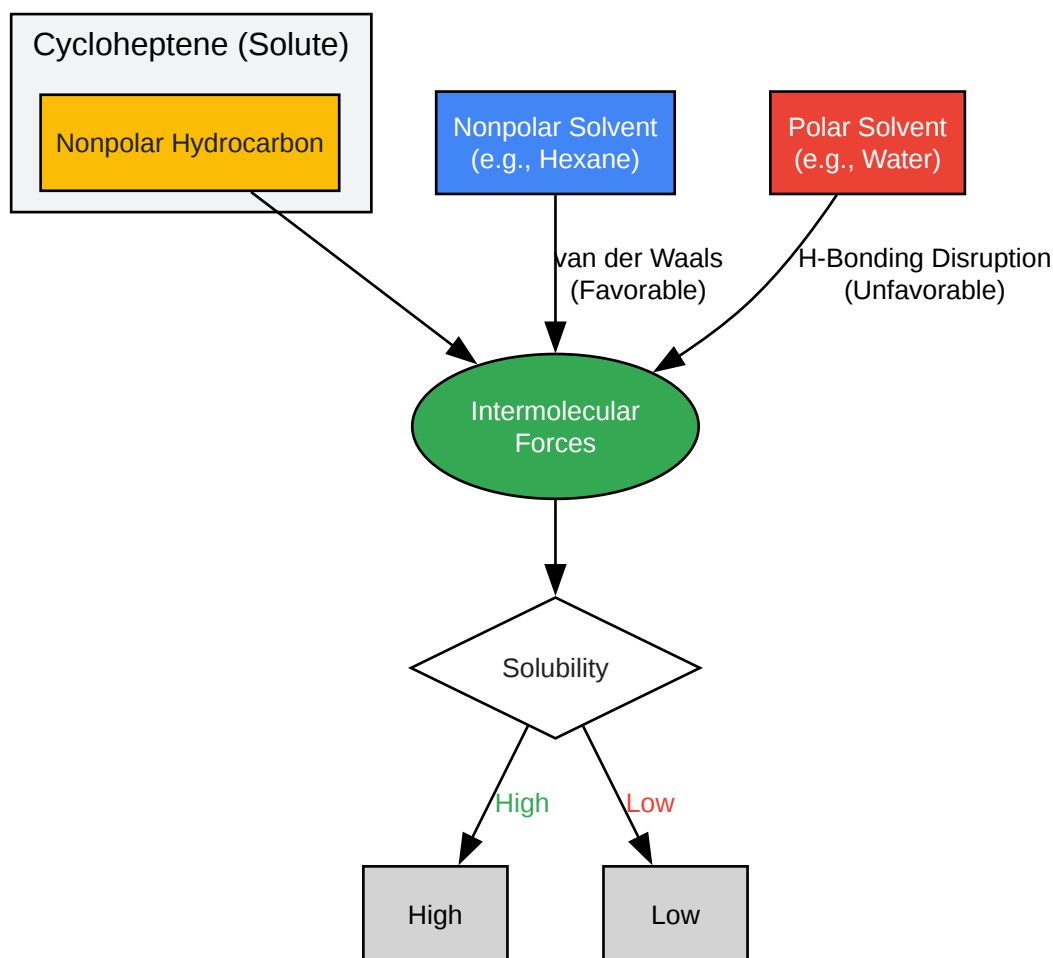 Cycloheptene (Solute)
Nonpolar Hydrocarbon
Nonpolar Solvent
(e.g., Hexane)
Polar Solvent
(e.g., Water)
van der Waals
(Favorable)
H-Bonding Disruption
(Unfavorable)
Intermolecular
Forces
Solubility
High
Low
High
Low